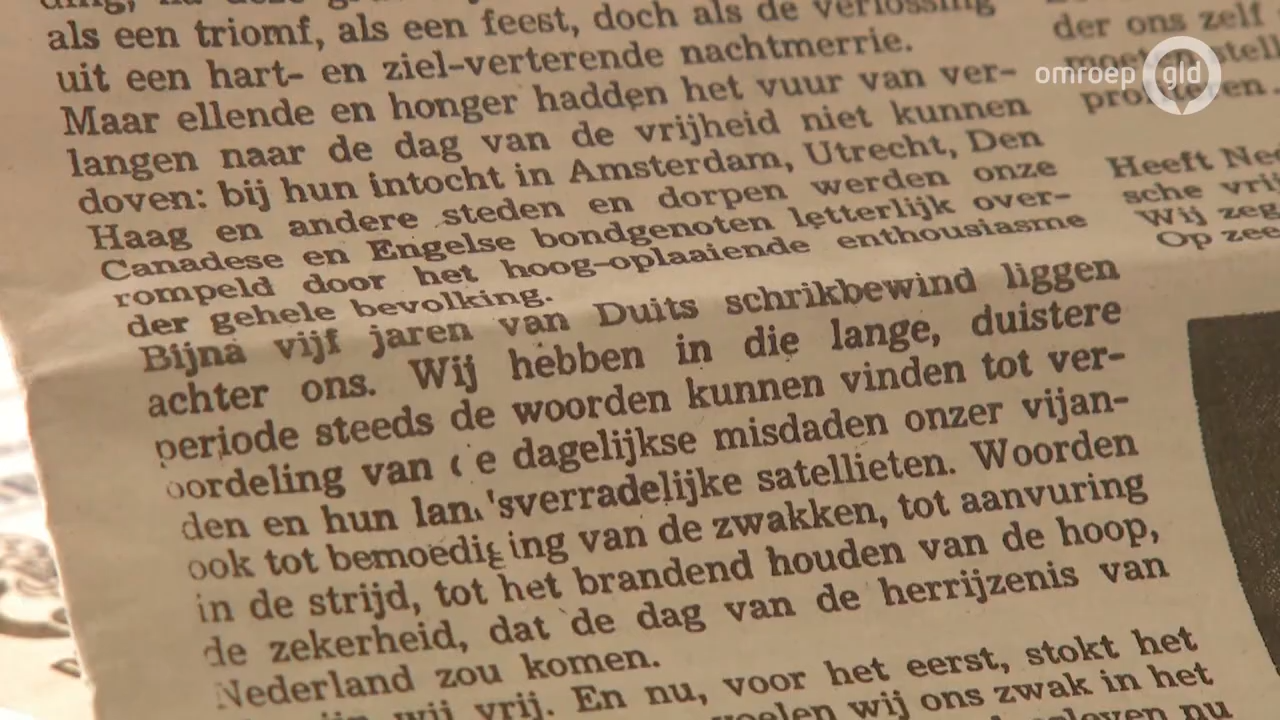 als een triomf, als een feest, doch als de verlossing
uit een hart- en ziel-verterende nachtmerrie.
Maar ellende en honger hadden het vuur van ver-
langen naar de dag van de vrijheid niet kunnen
doven: bij hun intocht in Amsterdam, Utrecht, Den
Haag en andere steden en dorpen werden onze
Canadese en Engelse bondgenoten letterlijk over-
rompeld door het hoog-oplaaiende enthousiasme
der gehele bevolking.
Bijna vijf jaren van Duits schrikbewind liggen
achter ons. Wij hebben in die lange, duistere
periode steeds de woorden kunnen vinden tot ver-
oordeling van de dagelijkse misdaden onzer vijan-
den en hun lan 'sverradelijke satellieten. Woorden
ook tot bemoediging van de zwakken, tot aanvuring
in de strijd, tot het brandend houden van de hoop,
de zekerheid, dat de dag van de herrijzenis van
Nederland zou komen.
wij vrij. En nu, voor het eerst, stokt het
wij ons zwak in het
nu
der ons zelf
Heeft
sche
Wij
Op
omroep gld